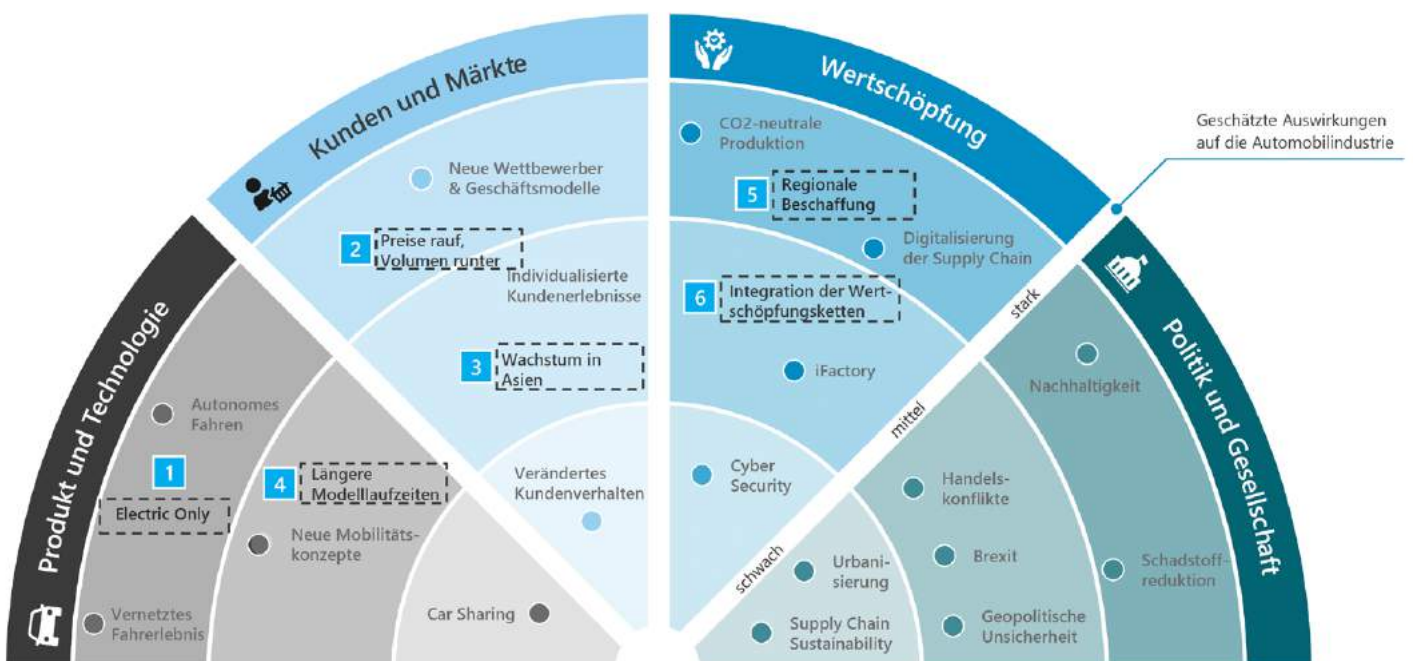 Produkt und Technologie
Autonomes
Fahren
1
Electric Only
Vernetztes
Fahrerlebnis
4
Längere
Modelllaufzeiten
Neue Mobilitäts-
konzepte
Car Sharing
Kunden und Märkte
Neue Wettbewerber
& Geschäftsmodelle
2
Preise rauf,
Volumen runter
Individualisierte
Kundenerlebnisse
3
Wachstum in
Asien
Verändertes
Kundenverhalten
Wertschöpfung
CO2-neutrale
Produktion
5
Regionale
Beschaffung
Digitalisierung
der Supply Chain
6
Integration der Wert-
schöpfungsketten
iFactory
Cyber
Security
Geschätzte Auswirkungen
auf die Automobilindustrie
stark
mittel
schwach
Politik und Gesellschaft
Nachhaltigkeit
Handels-
konflikte
Brexit
Schadstoff-
reduktion
Urbani-
sierung
Geopolitische
Unsicherheit
Supply Chain
Sustainability